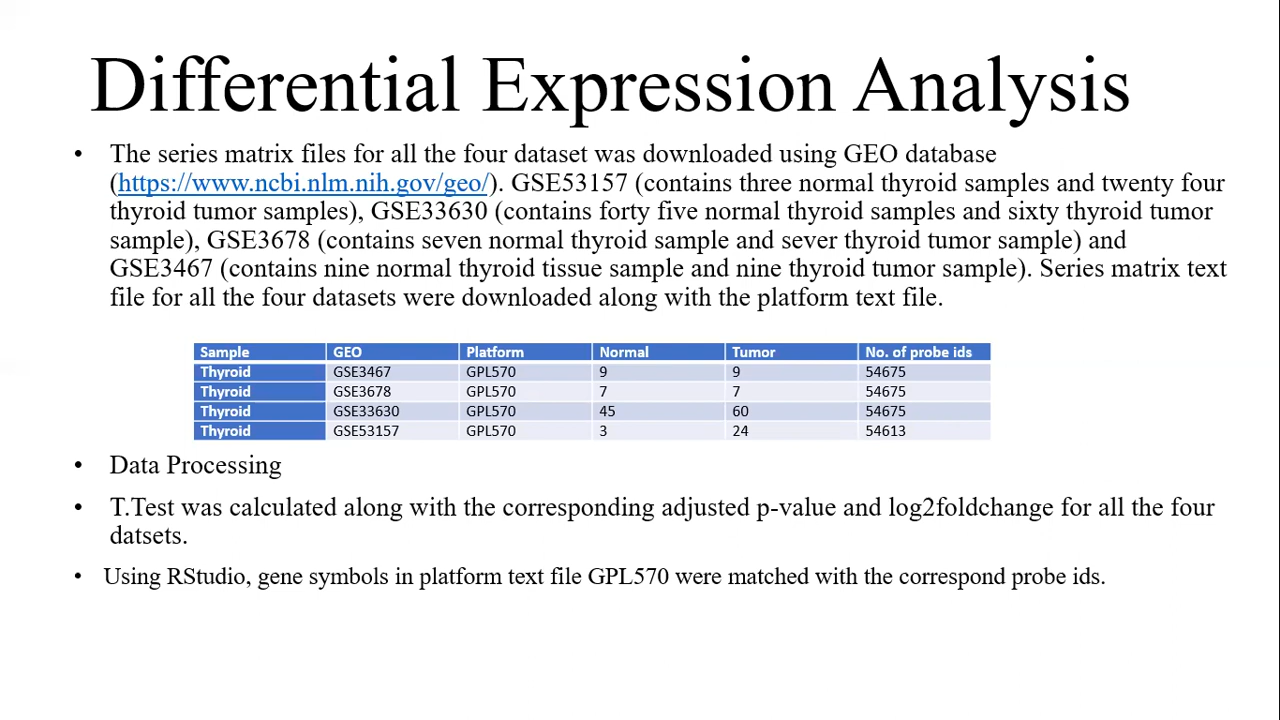 Differential Expression Analysis
• The series matrix files for all the four dataset was downloaded using GEO database
(https://www.ncbi.nlm.nih.gov/geo/). GSE53157 (contains three normal thyroid samples and twenty four
thyroid tumor samples), GSE33630 (contains forty five normal thyroid samples and sixty thyroid tumor
sample), GSE3678 (contains seven normal thyroid sample and sever thyroid tumor sample) and
GSE3467 (contains nine normal thyroid tissue sample and nine thyroid tumor sample). Series matrix text
file for all the four datasets were downloaded along with the platform text file.
Sample GEO Platform Normal Tumor No. of probe ids
Thyroid GSE3467 GPL570 9 9 54675
Thyroid GSE3678 GPL570 7 7 54675
Thyroid GSE33630 GPL570 45 60 54675
Thyroid GSE53157 GPL570 3 24 54613
• Data Processing
• T.Test was calculated along with the corresponding adjusted p-value and log2foldchange for all the four
datsets.
• Using RStudio, gene symbols in platform text file GPL570 were matched with the correspond probe ids.